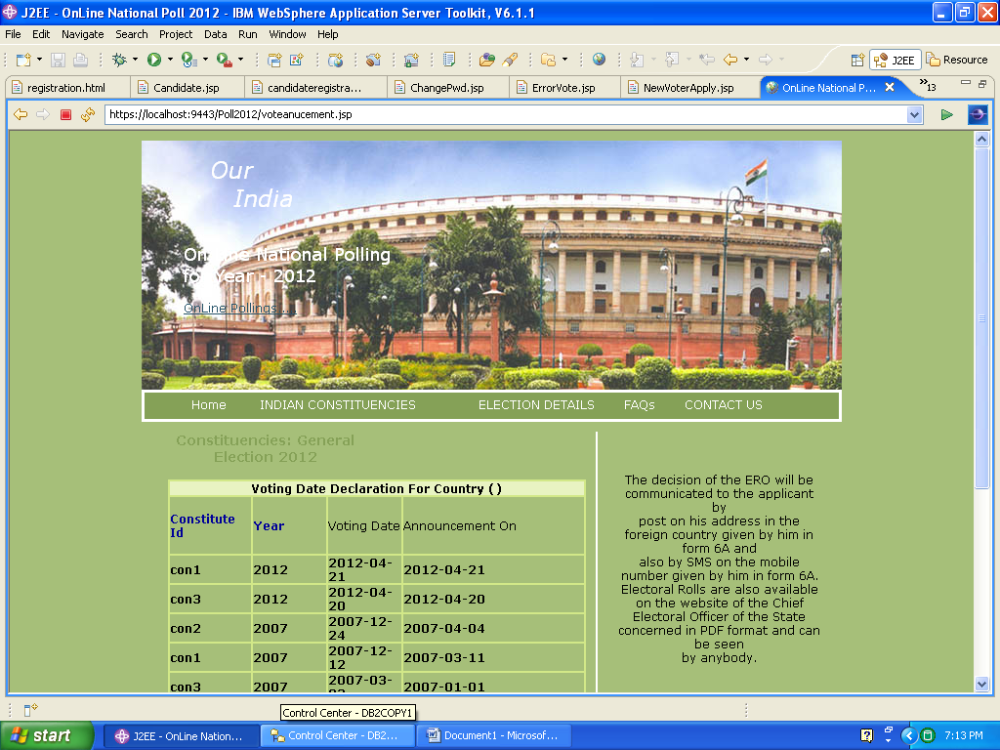 J2EE - OnLine National Poll 2012 - IBM WebSphere Application Server Toolkit, V6.1.1
File Edit Navigate Search Project Data Run Window Help
J2EE Resource
registration.html Candidate.jsp candidateregistra... ChangePwd.jsp ErrorVote.jsp NewVoterApply.jsp OnLine National P... »13
https://localhost:9443/Poll2012/voteanucement.jsp
Our
India
OnLine National Polling
for Year - 2012
OnLine Pollings ...
Home INDIAN CONSTITUENCIES ELECTION DETAILS FAQs CONTACT US
Constituencies: General
Election 2012
Voting Date Declaration For Country ( )
Constitute
Id Year Voting Date Announcement On
con1 2012 2012-04-
21 2012-04-21
con3 2012 2012-04-
20 2012-04-20
con2 2007 2007-12-
24 2007-04-04
con1 2007 2007-12-
12 2007-03-11
con3 2007 2007-03- 2007-01-01
The decision of the ERO will be
communicated to the applicant
by
post on his address in the
foreign country given by him in
form 6A and
also by SMS on the mobile
number given by him in form 6A.
Electoral Rolls are also available
on the website of the Chief
Electoral Officer of the State
concerned in PDF format and can
be seen
by anybody.
Control Center - DB2COPY1
start J2EE - OnLine Nation... Control Center - DB2... Document1 - Microsof... 7:13 PM